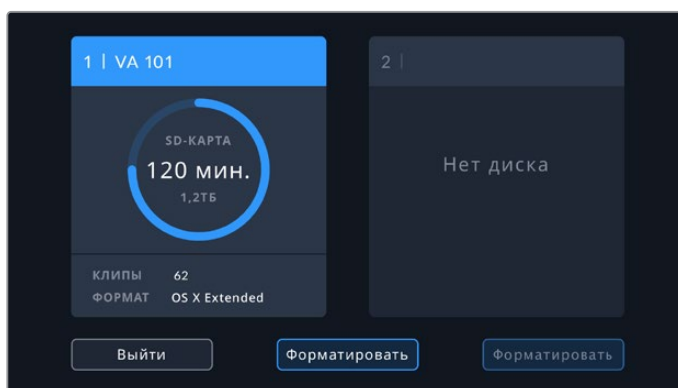 1 | VA 101
SD-КАРТА
120 мин.
1,2ТБ
КЛИПЫ 62
ФОРМАТ OS X Extended
2 |
Нет диска
Выйти
Форматировать
Форматировать